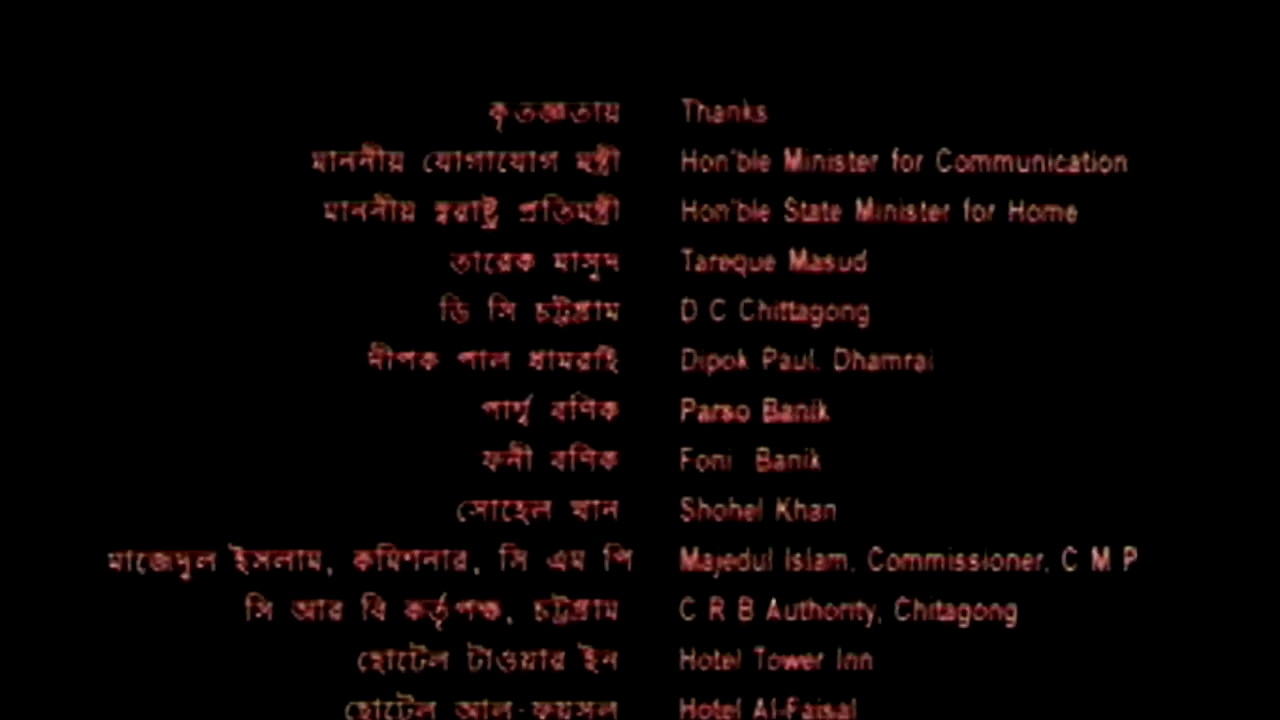 কৃতজ্ঞতায় Thanks
মাননীয় যোগাযোগ মন্ত্রী Hon'ble Minister for Communication
মাননীয় স্বরাষ্ট্র প্রতিমন্ত্রী Hon'ble State Minister for Home
তারেক মাসুদ Tareque Masud
ডি সি চট্টগ্রাম D C Chittagong
দীপক পাল ধামরাই Dipok Paul. Dhamrai
পার্থ বণিক Parso Banik
ফনী বণিক Foni Banik
সোহেল খান Shohel Khan
মাজেদুল ইসলাম, কমিশনার, সি এম পি Majedul Islam, Commissioner, C M P
সি আর বি কর্তৃপক্ষ, চট্টগ্রাম C R B Authority, Chitagong
হোটেল টাওয়ার ইন Hotel Tower Inn
হোটেল আল-ফয়সল Hotel Al-Faisal